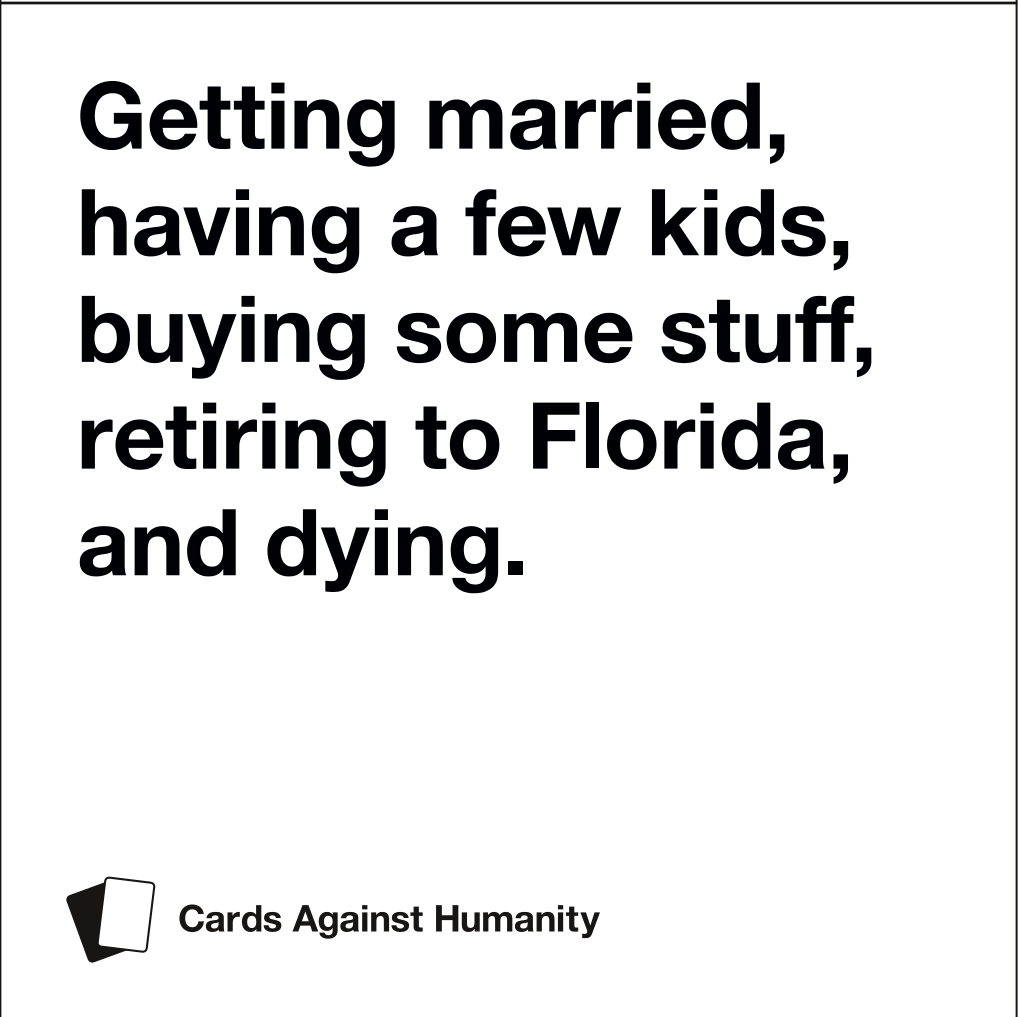 Getting married,
having a few kids,
buying some stuff,
retiring to Florida,
and dying.
Cards Against Humanity